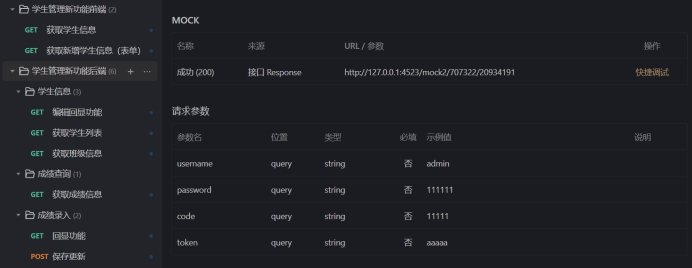 学生管理新功能前端 (2)
GET 获取学生信息
GET 获取新增学生信息（表单）
学生管理新功能后端 (6) + ···
学生信息 (3)
GET 编辑回显功能
GET 获取学生列表
GET 获取班级信息
成绩查询 (1)
GET 获取成绩信息
成绩录入 (2)
GET 回显功能
POST 保存更新
MOCK
名称 来源 URL / 参数 操作
成功 (200) 接口 Response http://127.0.0.1:4523/mock2/707322/20934191 快捷调试
请求参数
参数名 位置 类型 必填 示例值 说明
username query string 否 admin
password query string 否 111111
code query string 否 11111
token query string 否 aaaaa